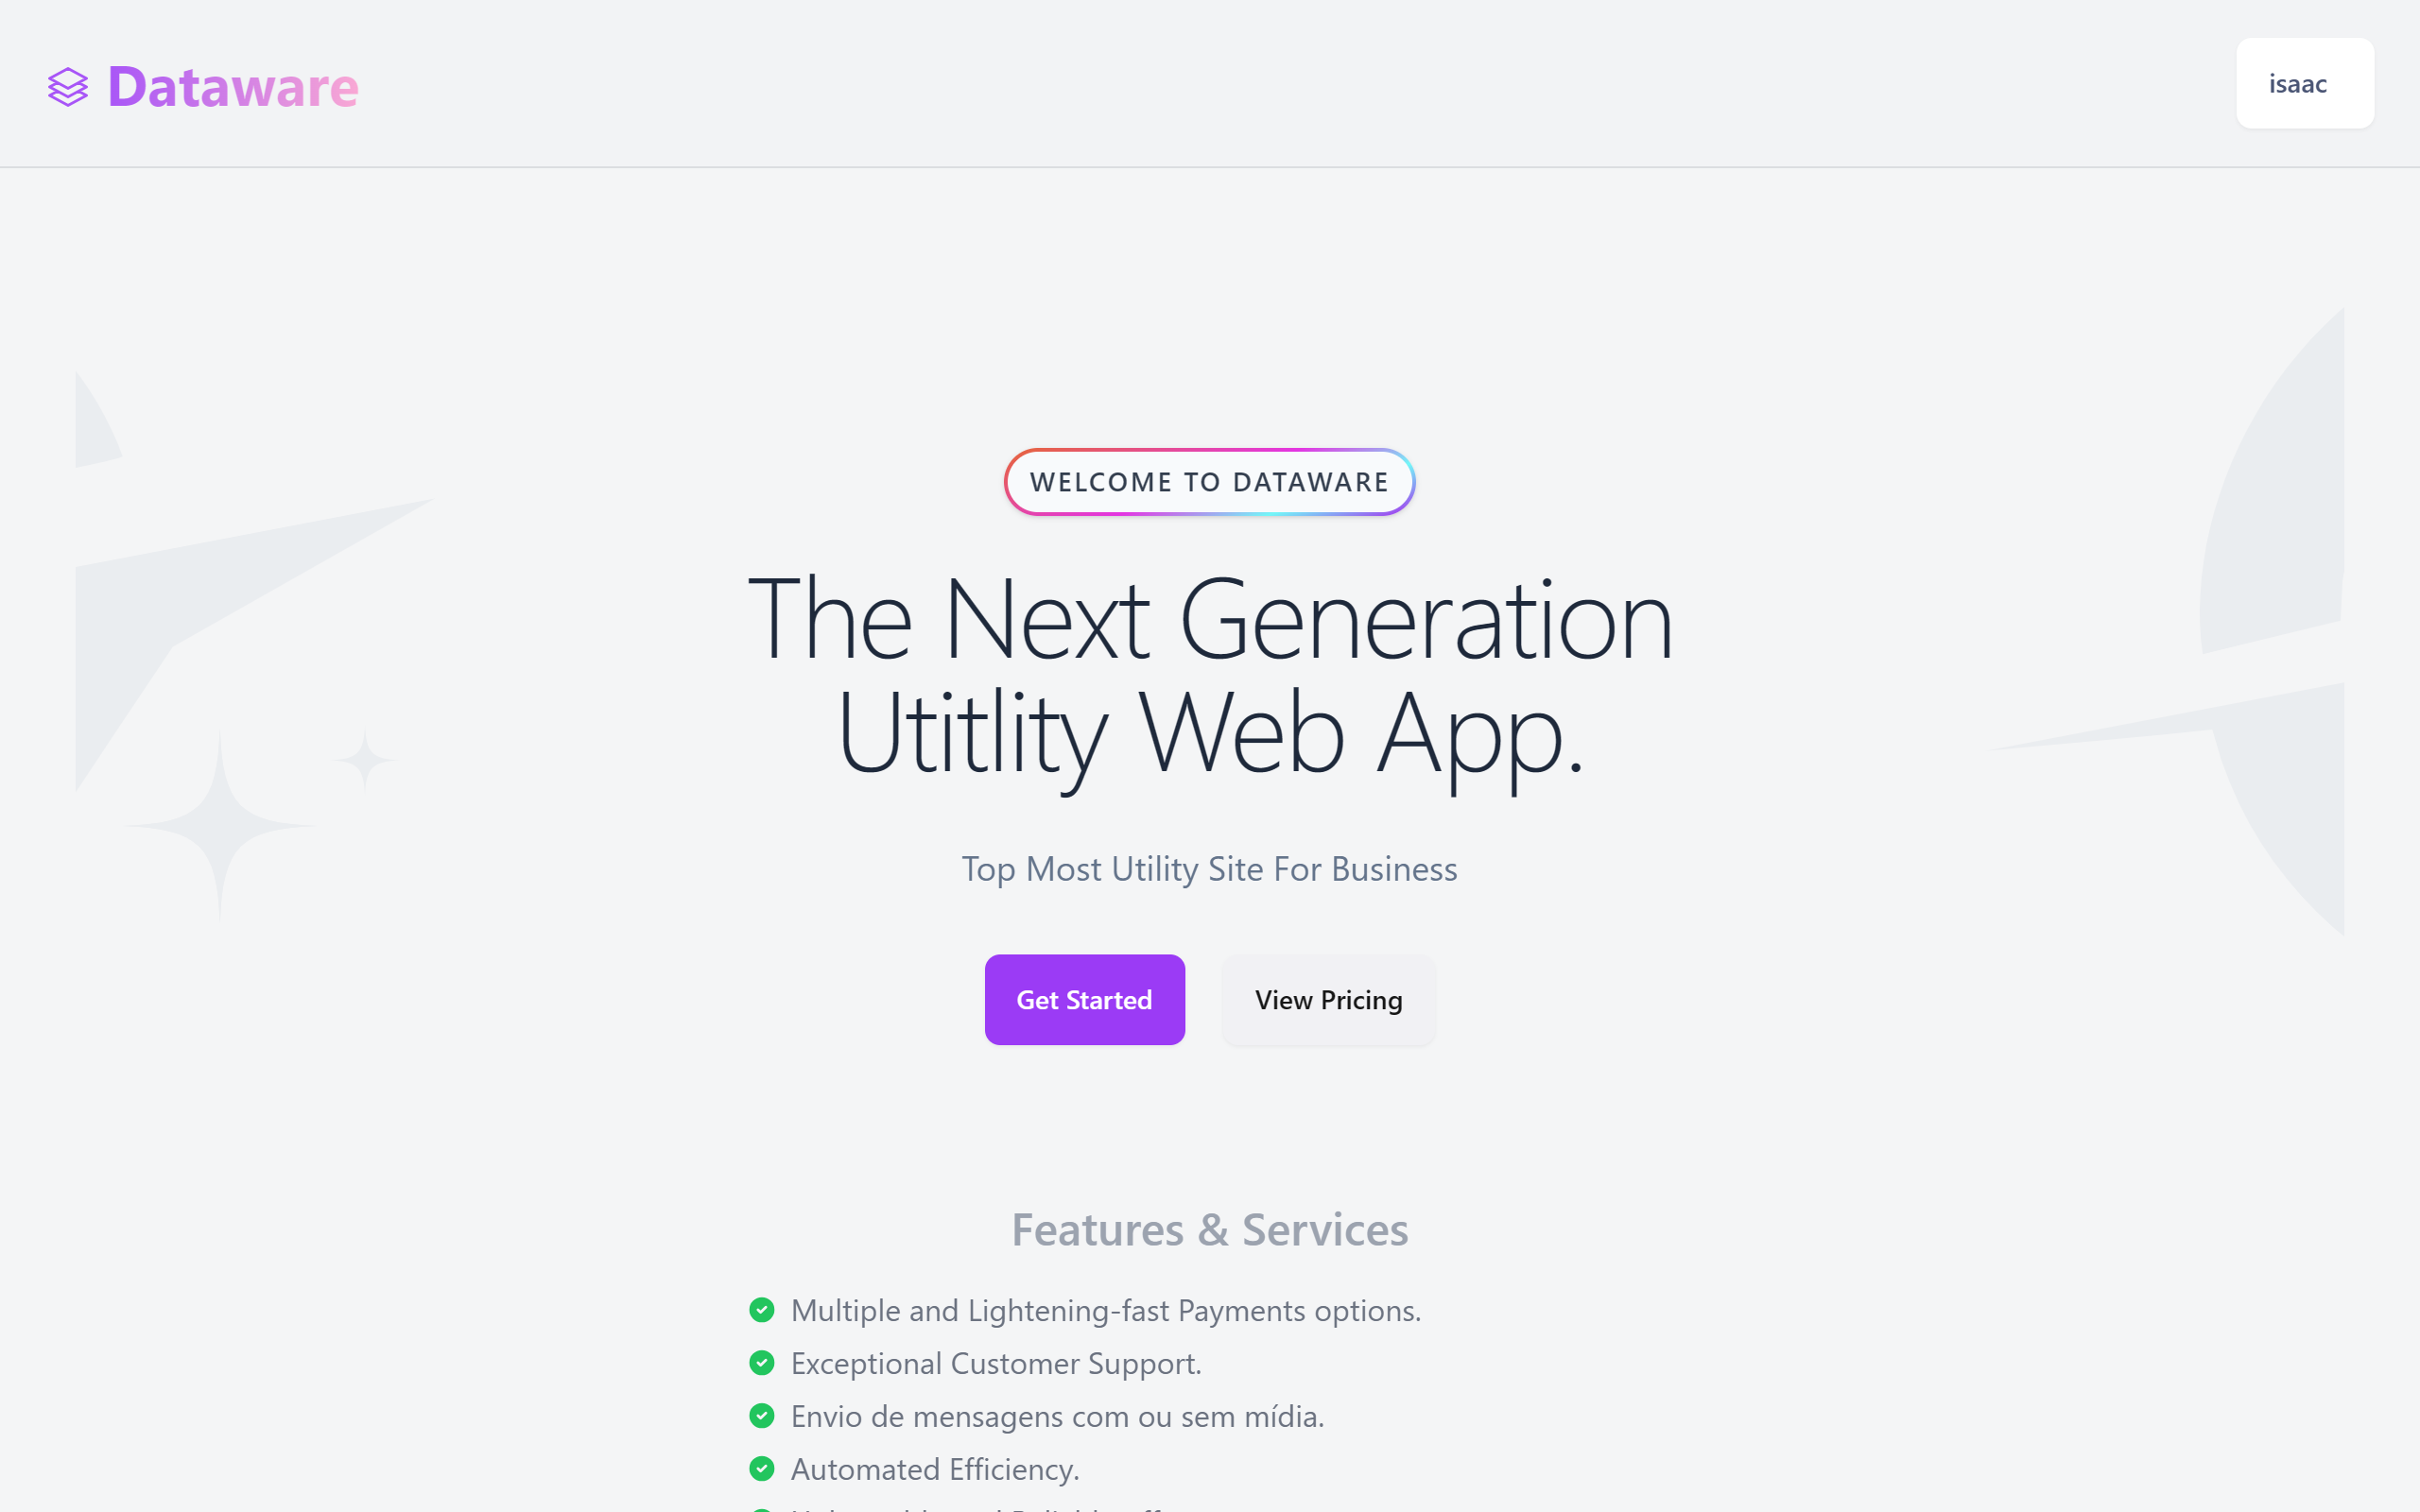 Dataware
isaac
WELCOME TO DATAWARE
The Next Generation
Utitlity Web App.
Top Most Utility Site For Business
Get Started
View Pricing
Features & Services
Multiple and Lightening-fast Payments options.
Exceptional Customer Support.
Envio de mensagens com ou sem mídia.
Automated Efficiency.